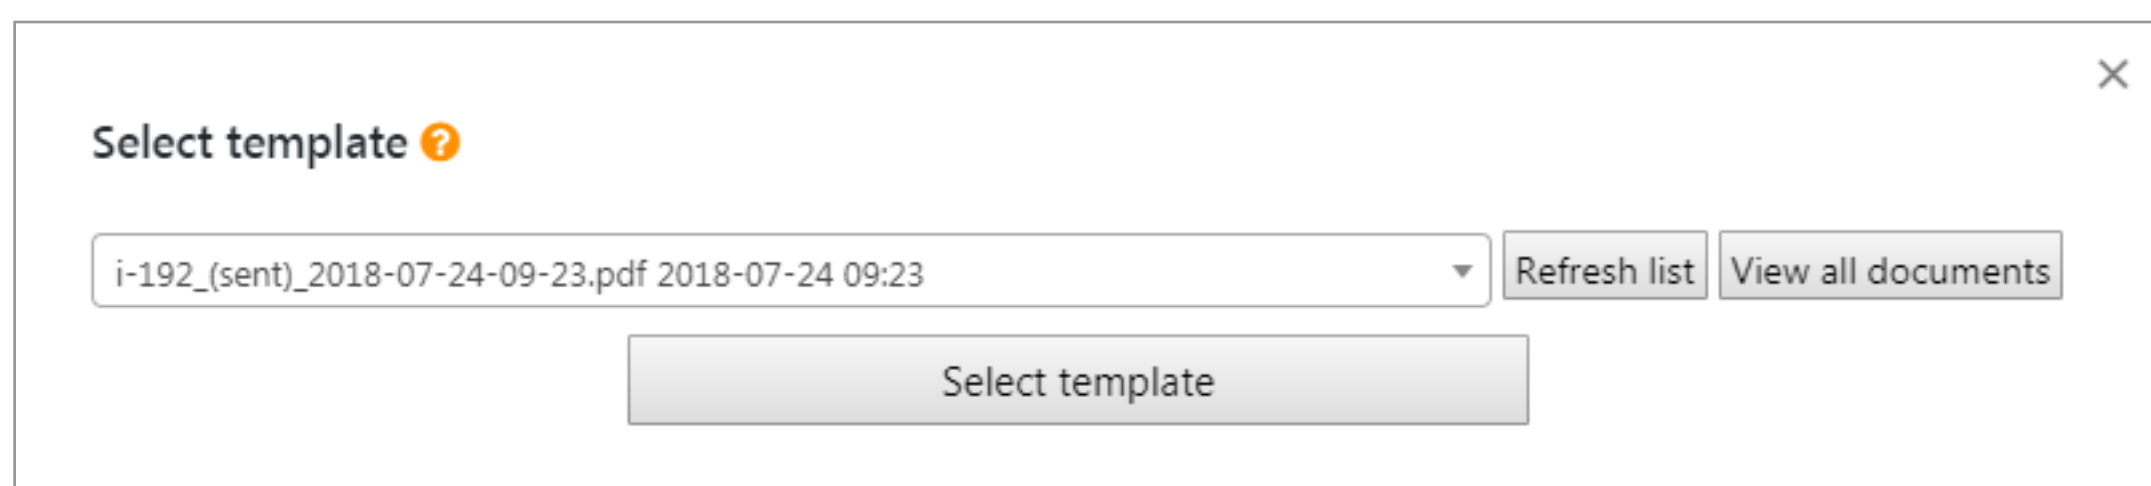 Select template
i-192_(sent)_2018-07-24-09-23.pdf 2018-07-24 09:23 Refresh list View all documents
Select template